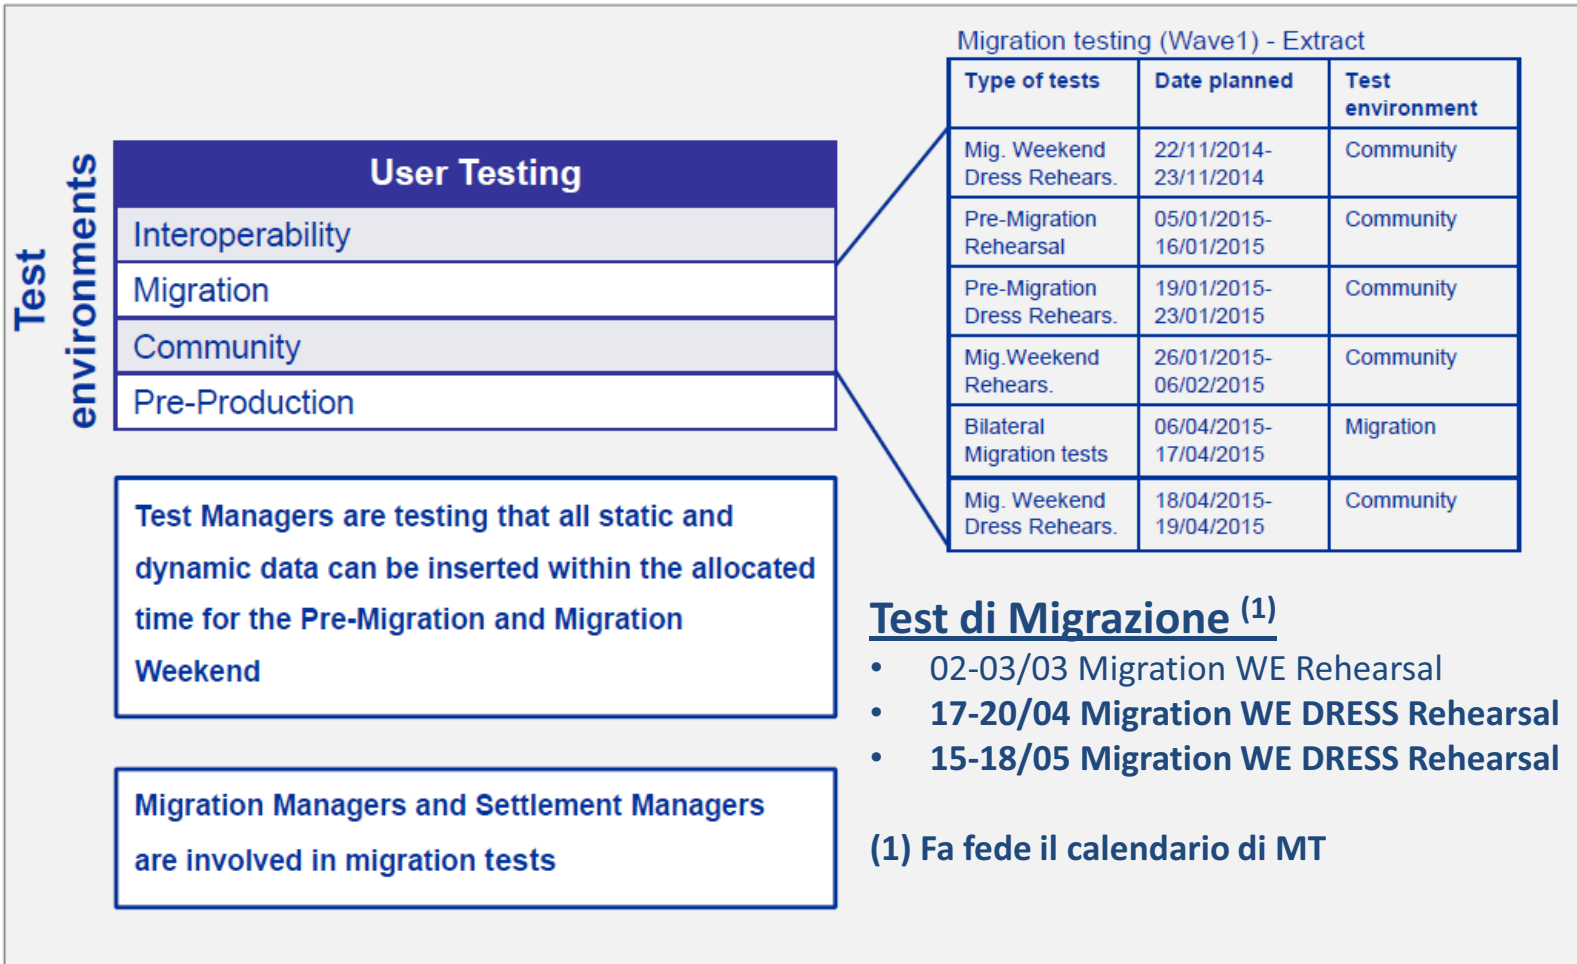 Test
environments
User Testing
Interoperability
Migration
Community
Pre-Production
Test Managers are testing that all static and
dynamic data can be inserted within the allocated
time for the Pre-Migration and Migration
Weekend
Migration Managers and Settlement Managers
are involved in migration tests
Migration testing (Wave1) - Extract
Type of tests Date planned Test
environment
Mig. Weekend 22/11/2014- Community
Dress Rehears. 23/11/2014
Pre-Migration 05/01/2015- Community
Rehearsal 16/01/2015
Pre-Migration 19/01/2015- Community
Dress Rehears. 23/01/2015
Mig.Weekend 26/01/2015- Community
Rehears. 06/02/2015
Bilateral 06/04/2015- Migration
Migration tests 17/04/2015
Mig. Weekend 18/04/2015- Community
Dress Rehears. 19/04/2015
Test di Migrazione (1)
• 02-03/03 Migration WE Rehearsal
• 17-20/04 Migration WE DRESS Rehearsal
• 15-18/05 Migration WE DRESS Rehearsal
(1) Fa fede il calendario di MT